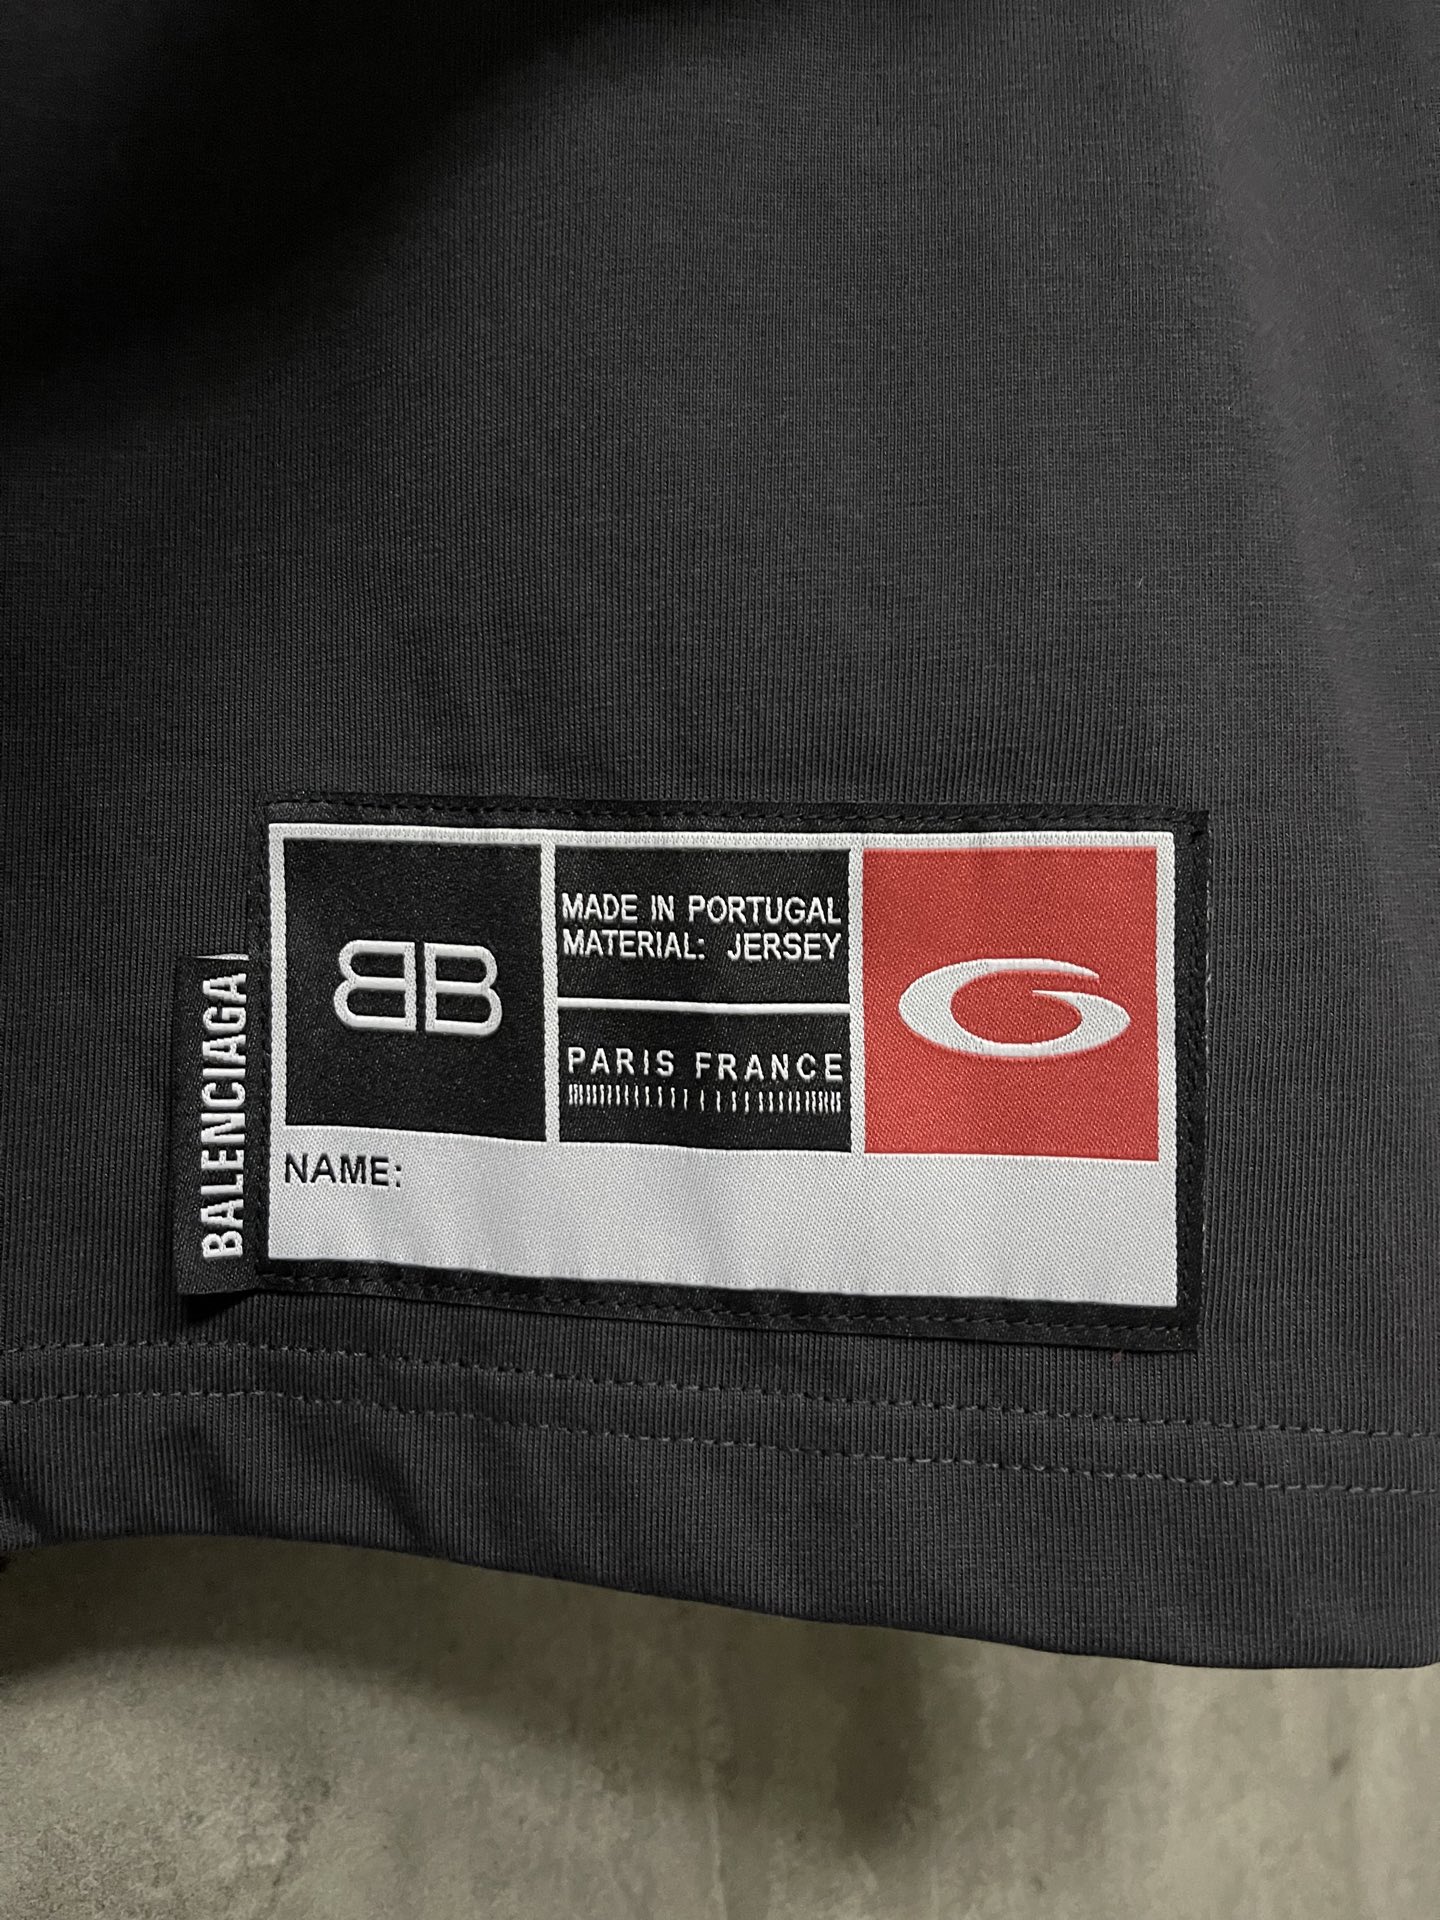 BALENCIAGA
BB
MADE IN PORTUGAL
MATERIAL: JERSEY
PARIS FRANCE
G
NAME: